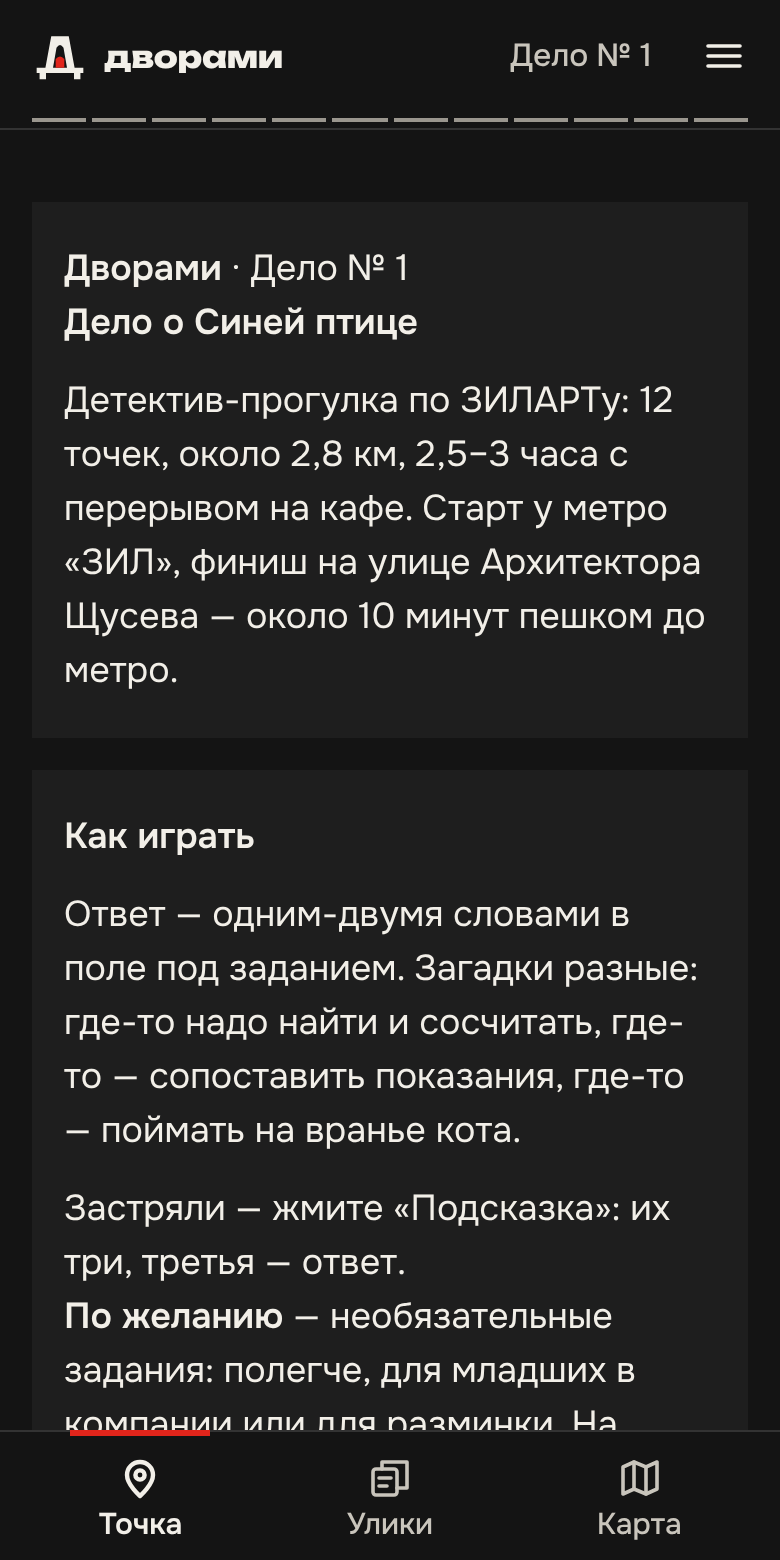 дворами
Дело № 1
Дворами · Дело № 1
Дело о Синей птице
Детектив-прогулка по ЗИЛАРТу: 12
точек, около 2,8 км, 2,5–3 часа с
перерывом на кафе. Старт у метро
«ЗИЛ», финиш на улице Архитектора
Щусева — около 10 минут пешком до
метро.
Как играть
Ответ — одним-двумя словами в
поле под заданием. Загадки разные:
где-то надо найти и сосчитать, где-
то — сопоставить показания, где-то
— поймать на вранье кота.
Застряли — жмите «Подсказка»: их
три, третья — ответ.
По желанию — необязательные
задания: полегче, для младших в
компании или для разминки. На
Точка
Улики
Карта